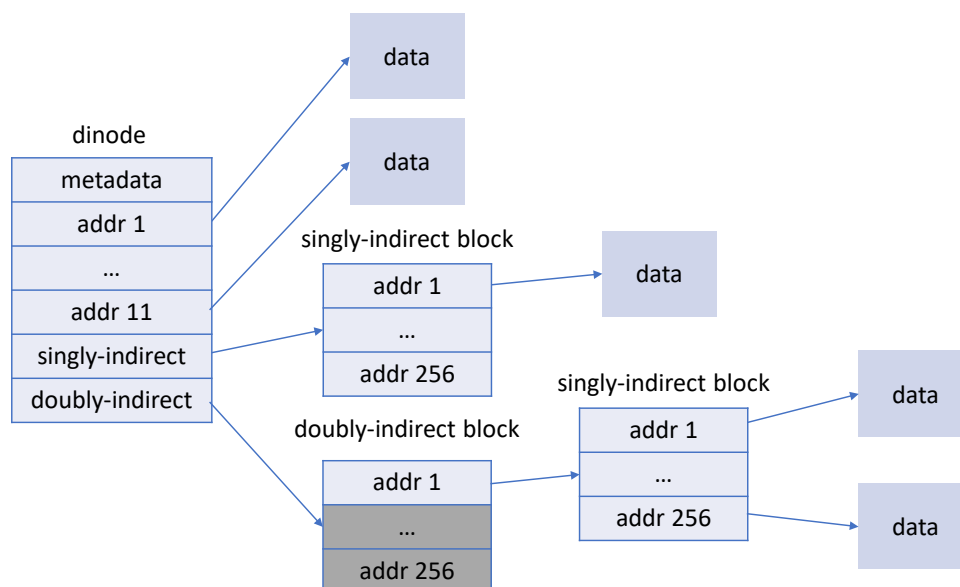 data
dinode
data
metadata
addr 1
…
singly-indirect block
addr 11
addr 1
data
singly-indirect
…
doubly-indirect
addr 256
singly-indirect block
data
doubly-indirect block
addr 1
addr 1
…
…
addr 256
data
addr 256